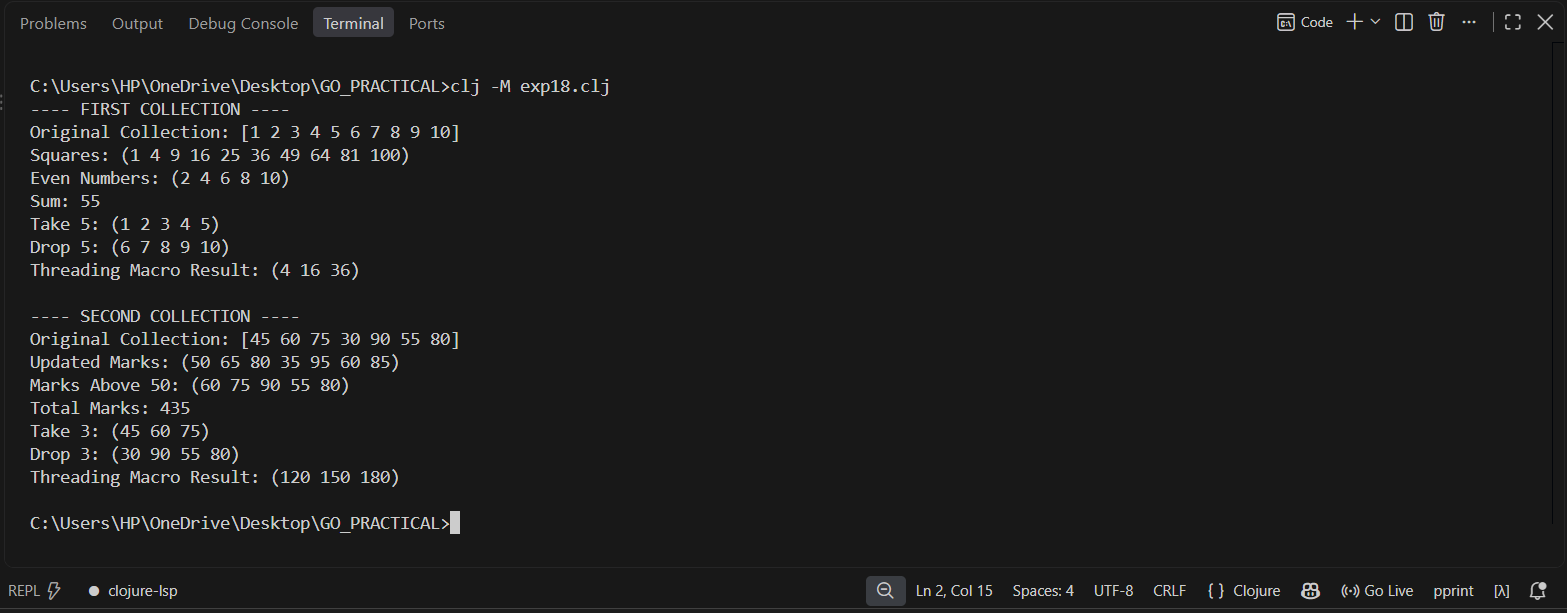 Problems Output Debug Console Terminal Ports Code
C:\Users\HP\OneDrive\Desktop\GO_PRACTICAL>clj -M exp18.clj
---- FIRST COLLECTION ----
Original Collection: [1 2 3 4 5 6 7 8 9 10]
Squares: (1 4 9 16 25 36 49 64 81 100)
Even Numbers: (2 4 6 8 10)
Sum: 55
Take 5: (1 2 3 4 5)
Drop 5: (6 7 8 9 10)
Threading Macro Result: (4 16 36)
---- SECOND COLLECTION ----
Original Collection: [45 60 75 30 90 55 80]
Updated Marks: (50 65 80 35 95 60 85)
Marks Above 50: (60 75 90 55 80)
Total Marks: 435
Take 3: (45 60 75)
Drop 3: (30 90 55 80)
Threading Macro Result: (120 150 180)
C:\Users\HP\OneDrive\Desktop\GO_PRACTICAL>
REPL clojure-lsp Ln 2, Col 15 Spaces: 4 UTF-8 CRLF { } Clojure Go Live pprint [λ]